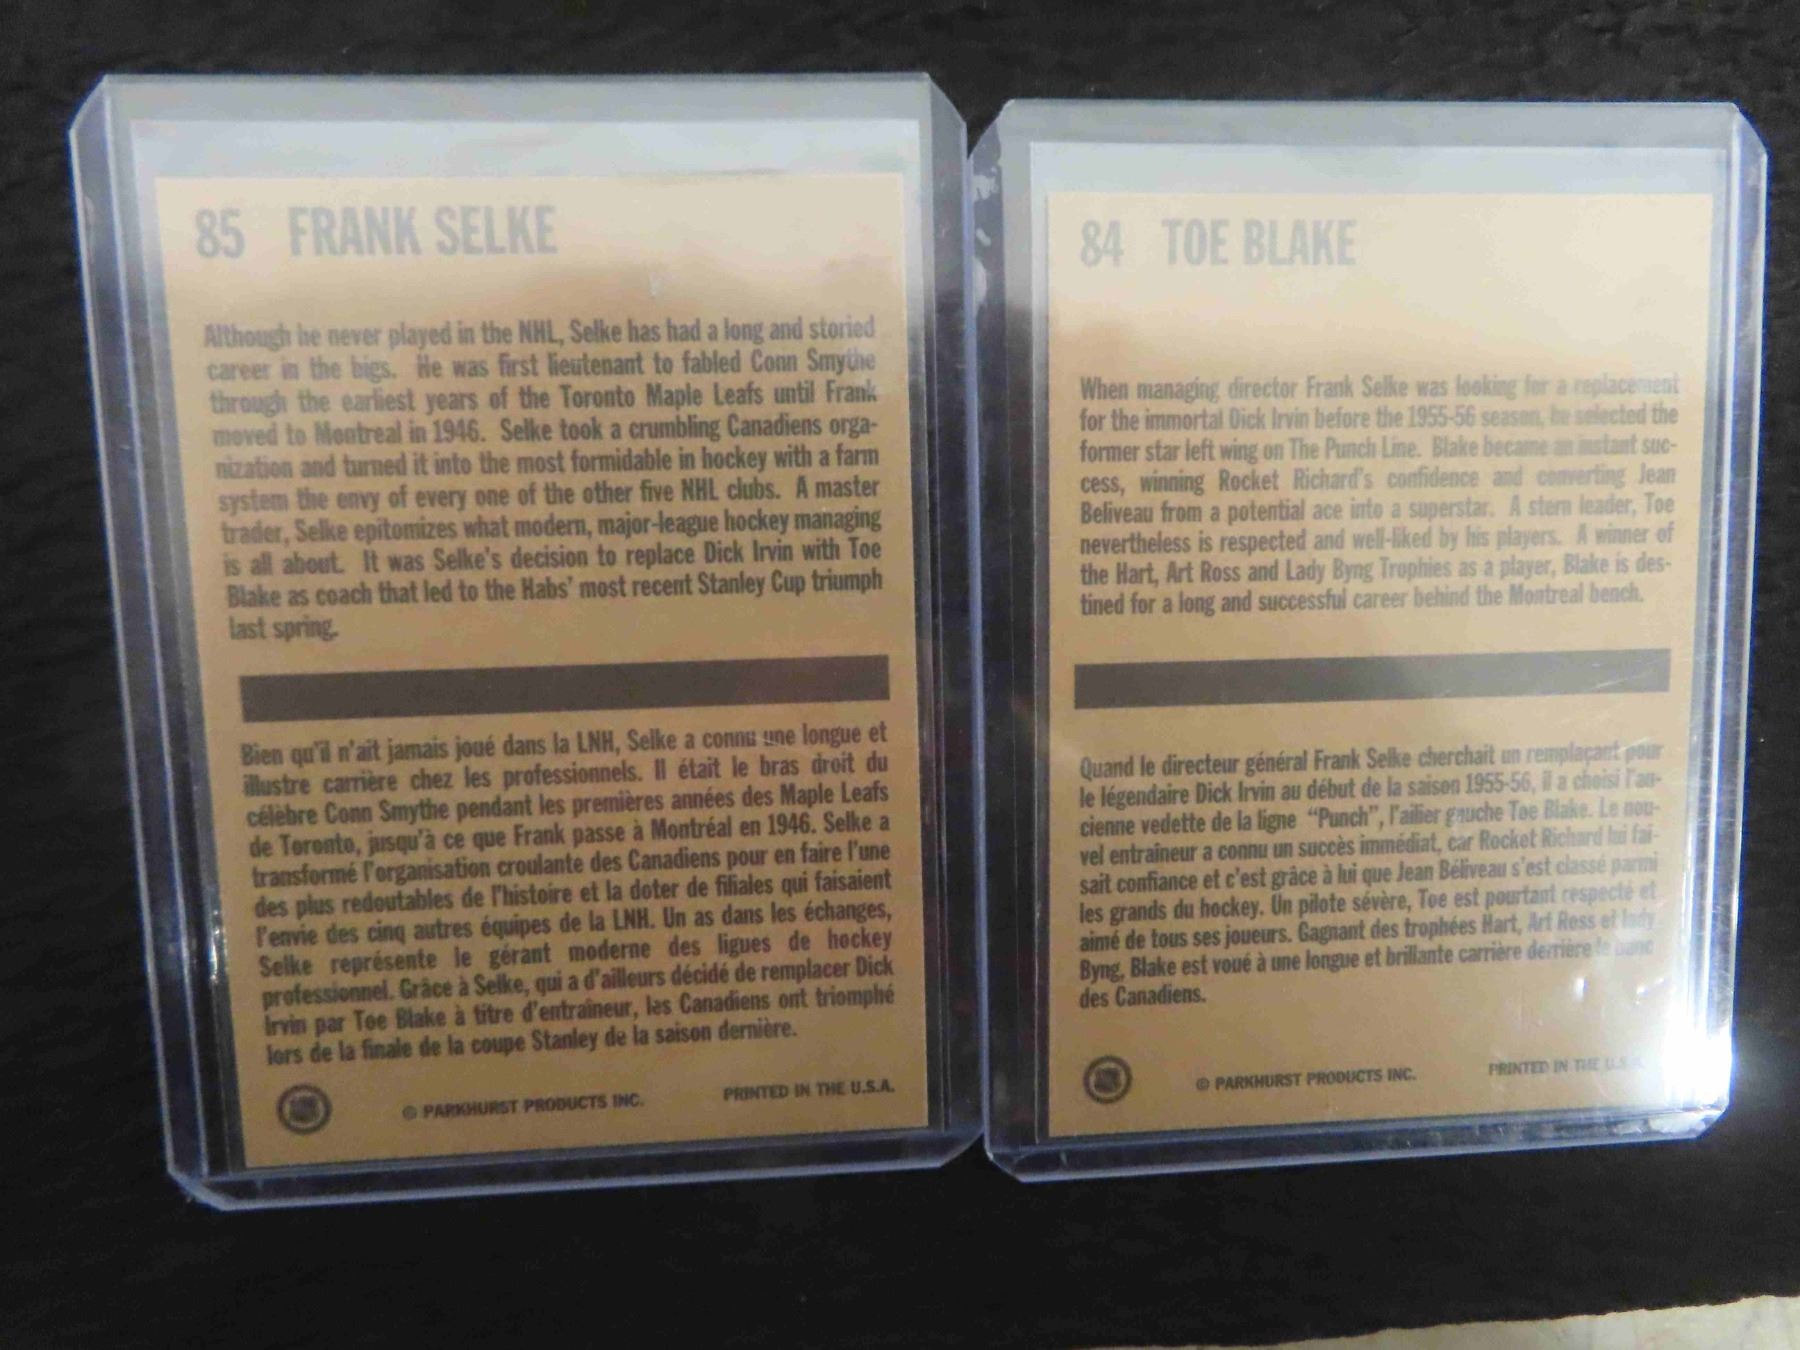 85 FRANK SELKE
Although he never played in the NHL, Selke has had a long and storied
career in the bigs. He was first lieutenant to fabled Conn Smythe
through the earliest years of the Toronto Maple Leafs until Frank
moved to Montreal in 1946. Selke took a crumbling Canadiens orga-
nization and turned it into the most formidable in hockey with a farm
system the envy of every one of the other five NHL clubs. A master
trader, Selke epitomizes what modern, major-league hockey managing
is all about. It was Selke's decision to replace Dick Irvin with Toe
Blake as coach that led to the Habs' most recent Stanley Cup triumph
last spring.
Bien qu'il n'ait jamais joué dans la LNH, Selke a connu une longue et
illustre carrière chez les professionnels. Il était le bras droit du
célèbre Conn Smythe pendant les premières années des Maple Leafs
de Toronto, jusqu'à ce que Frank passe à Montréal en 1946. Selke a
transformé l'organisation croulante des Canadiens pour en faire l'une
des plus redoutables de l'histoire et la doter de filiales qui faisaient
l'envie des cinq autres équipes de la LNH. Un as dans les échanges,
Selke représente le gérant moderne des ligues de hockey
professionnel. Grâce à Selke, qui a d'ailleurs décidé de remplacer Dick
Irvin par Toe Blake à titre d'entraîneur, les Canadiens ont triomphé
lors de la finale de la coupe Stanley de la saison dernière.
© PARKHURST PRODUCTS INC. PRINTED IN THE U.S.A.
84 TOE BLAKE
When managing director Frank Selke was looking for a replacement
for the immortal Dick Irvin before the 1955-56 season, he selected the
former star left wing on The Punch Line. Blake became an instant suc-
cess, winning Rocket Richard's confidence and converting Jean
Beliveau from a potential ace into a superstar. A stern leader, Toe
nevertheless is respected and well-liked by his players. A winner of
the Hart, Art Ross and Lady Byng Trophies as a player, Blake is des-
tined for a long and successful career behind the Montreal bench.
Quand le directeur général Frank Selke cherchait un remplaçant pour
le légendaire Dick Irvin au début de la saison 1955-56, il a choisi l'an-
cienne vedette de la ligne "Punch", l'ailier gauche Toe Blake. Le nou-
vel entraîneur a connu un succès immédiat, car Rocket Richard lui fai-
sait confiance et c'est grâce à lui que Jean Béliveau s'est classé parmi
les grands du hockey. Un pilote sévère, Toe est pourtant respecté et
aimé de tous ses joueurs. Gagnant des trophées Hart, Art Ross et lady
Byng, Blake est voué à une longue et brillante carrière derrière le banc
des Canadiens.
© PARKHURST PRODUCTS INC. PRINTED IN THE U.S.A.